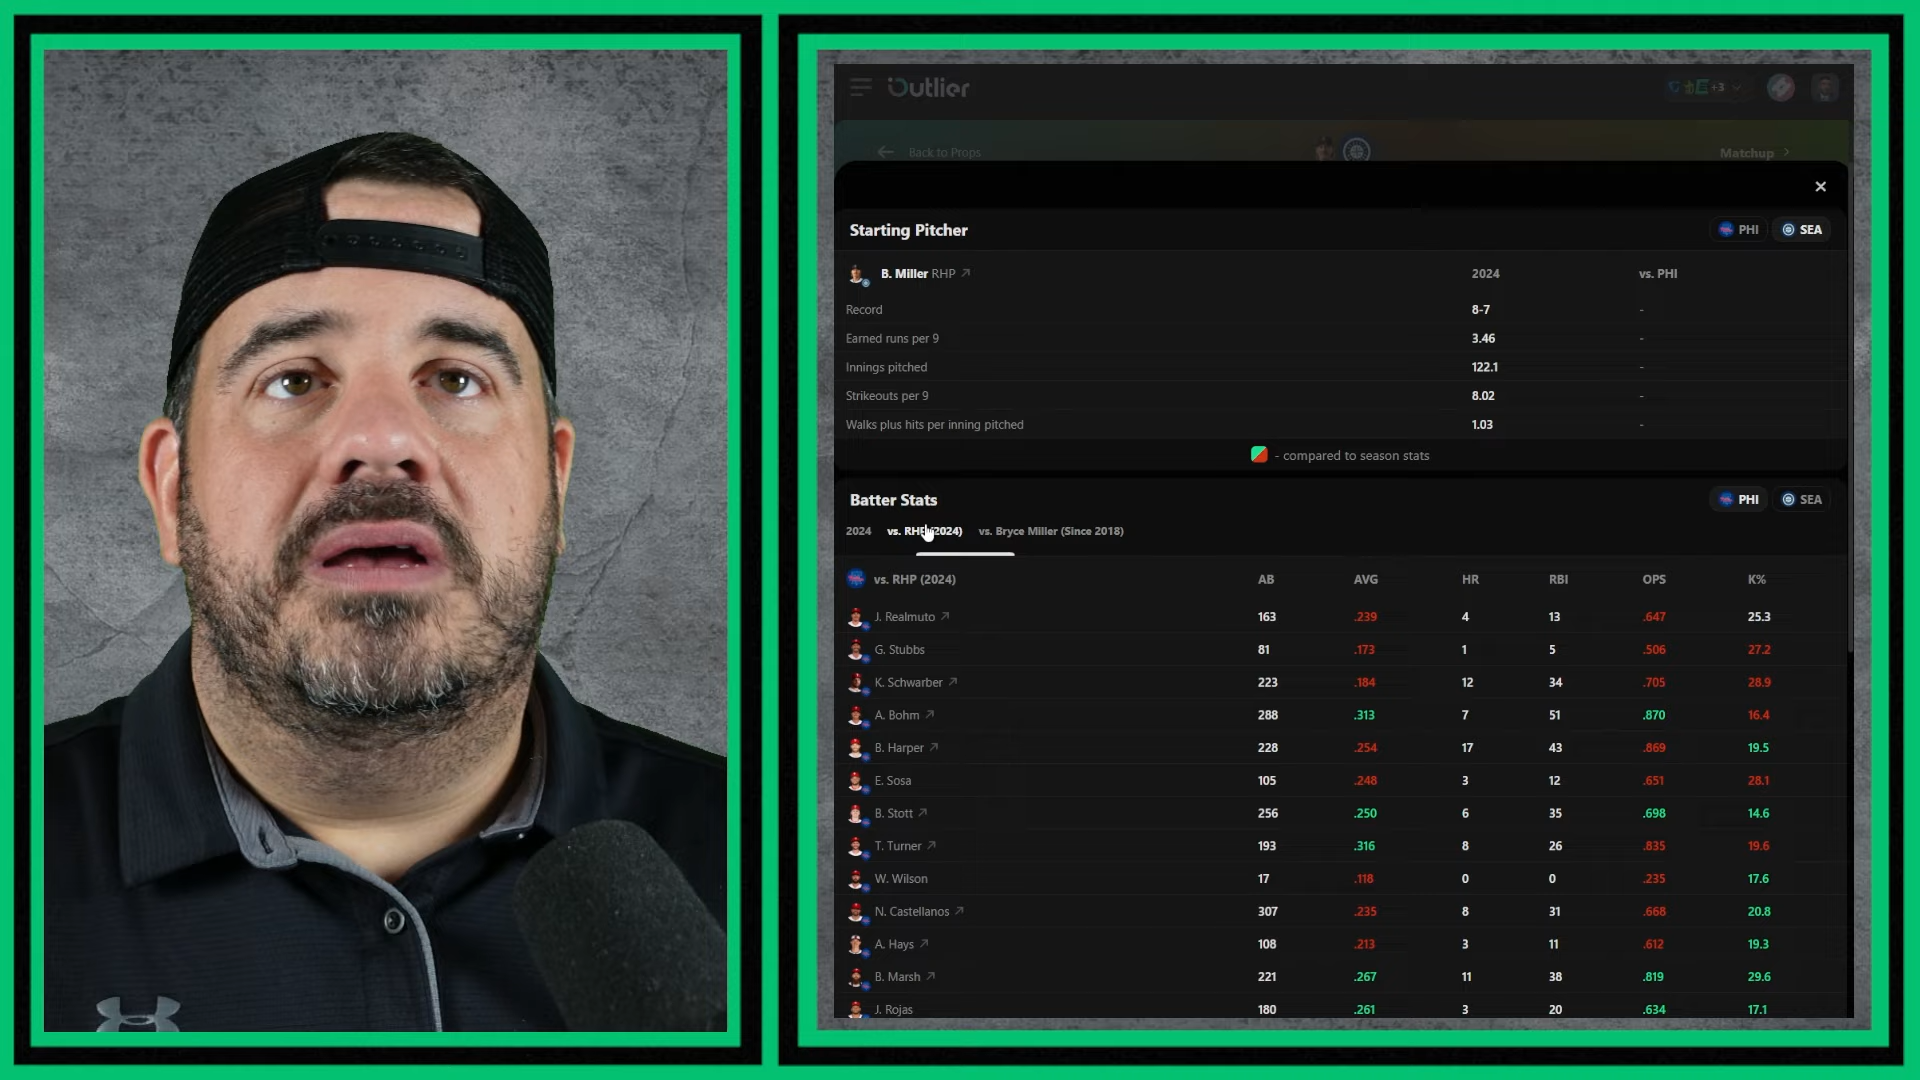 Outlier
+3
Back to Props
Matchup
Starting Pitcher
PHI
SEA
B. Miller RHP
2024
vs. PHI
Record
8-7
-
Earned runs per 9
3.46
-
Innings pitched
122.1
-
Strikeouts per 9
8.02
-
Walks plus hits per inning pitched
1.03
-
- compared to season stats
Batter Stats
PHI
SEA
2024
vs. RHP (2024)
vs. Bryce Miller (Since 2018)
vs. RHP (2024) AB AVG HR RBI OPS K%
J. Realmuto 163 .239 4 13 .647 25.3
G. Stubbs 81 .173 1 5 .506 27.2
K. Schwarber 223 .184 12 34 .705 28.9
A. Bohm 288 .313 7 51 .870 16.4
B. Harper 228 .254 17 43 .869 19.5
E. Sosa 105 .248 3 12 .651 28.1
B. Stott 256 .250 6 35 .698 14.6
T. Turner 193 .316 8 26 .835 19.6
W. Wilson 17 .118 0 0 .235 17.6
N. Castellanos 307 .235 8 31 .668 20.8
A. Hays 108 .213 3 11 .612 19.3
B. Marsh 221 .267 11 38 .819 29.6
J. Rojas 180 .261 3 20 .634 17.1